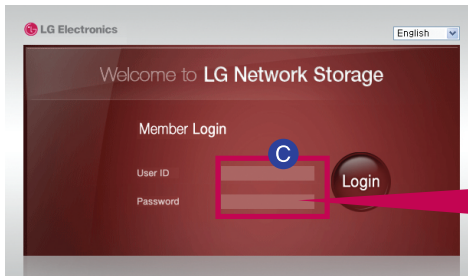 LG Electronics
English
Welcome to LG Network Storage
Member Login
User ID
C
Password
Login